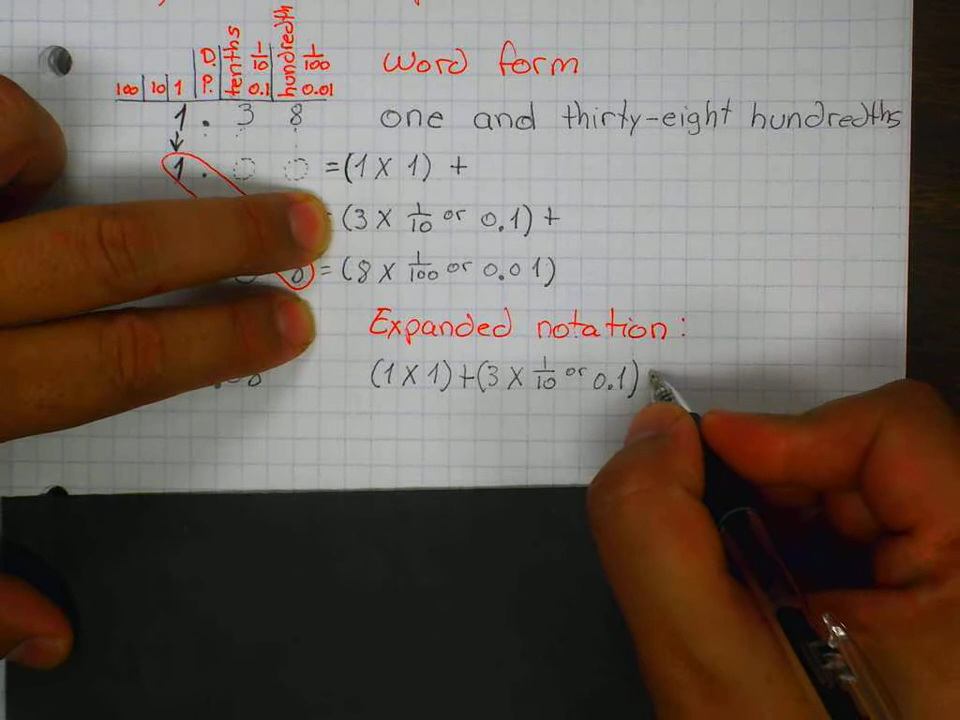 tenths 1/10 0.1
hundredths 1/100 0.01
100 10 1 D.P.
word form
1 . 3 8 one and thirty-eight hundredths
1 . 0 0 = (1 x 1) +
= (3 x 1/10 or 0.1) +
= (8 x 1/100 or 0.01)
Expanded notation:
(1 x 1) + (3 x 1/10 or 0.1)